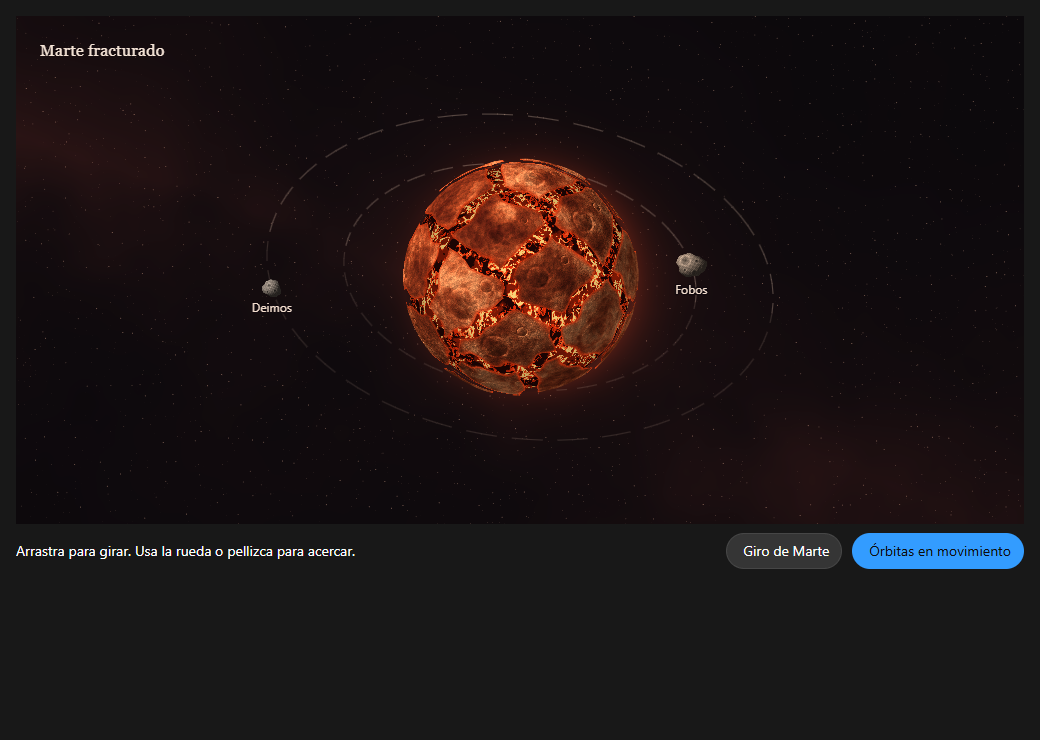 Marte fracturado
Deimos
Fobos
Arrastra para girar. Usa la rueda o pellizca para acercar.
Giro de Marte
Órbitas en movimiento